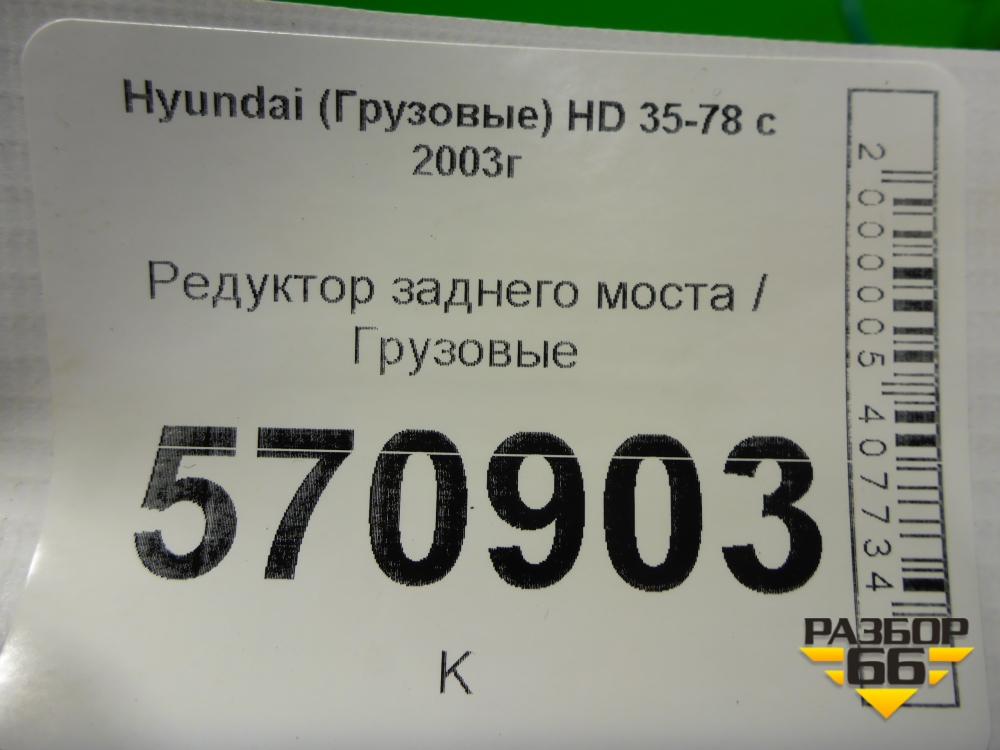 Hyundai (Грузовые) HD 35-78 с
2003г
Редуктор заднего моста /
Грузовые
570903
К
2000005407734
РАЗБОР
66